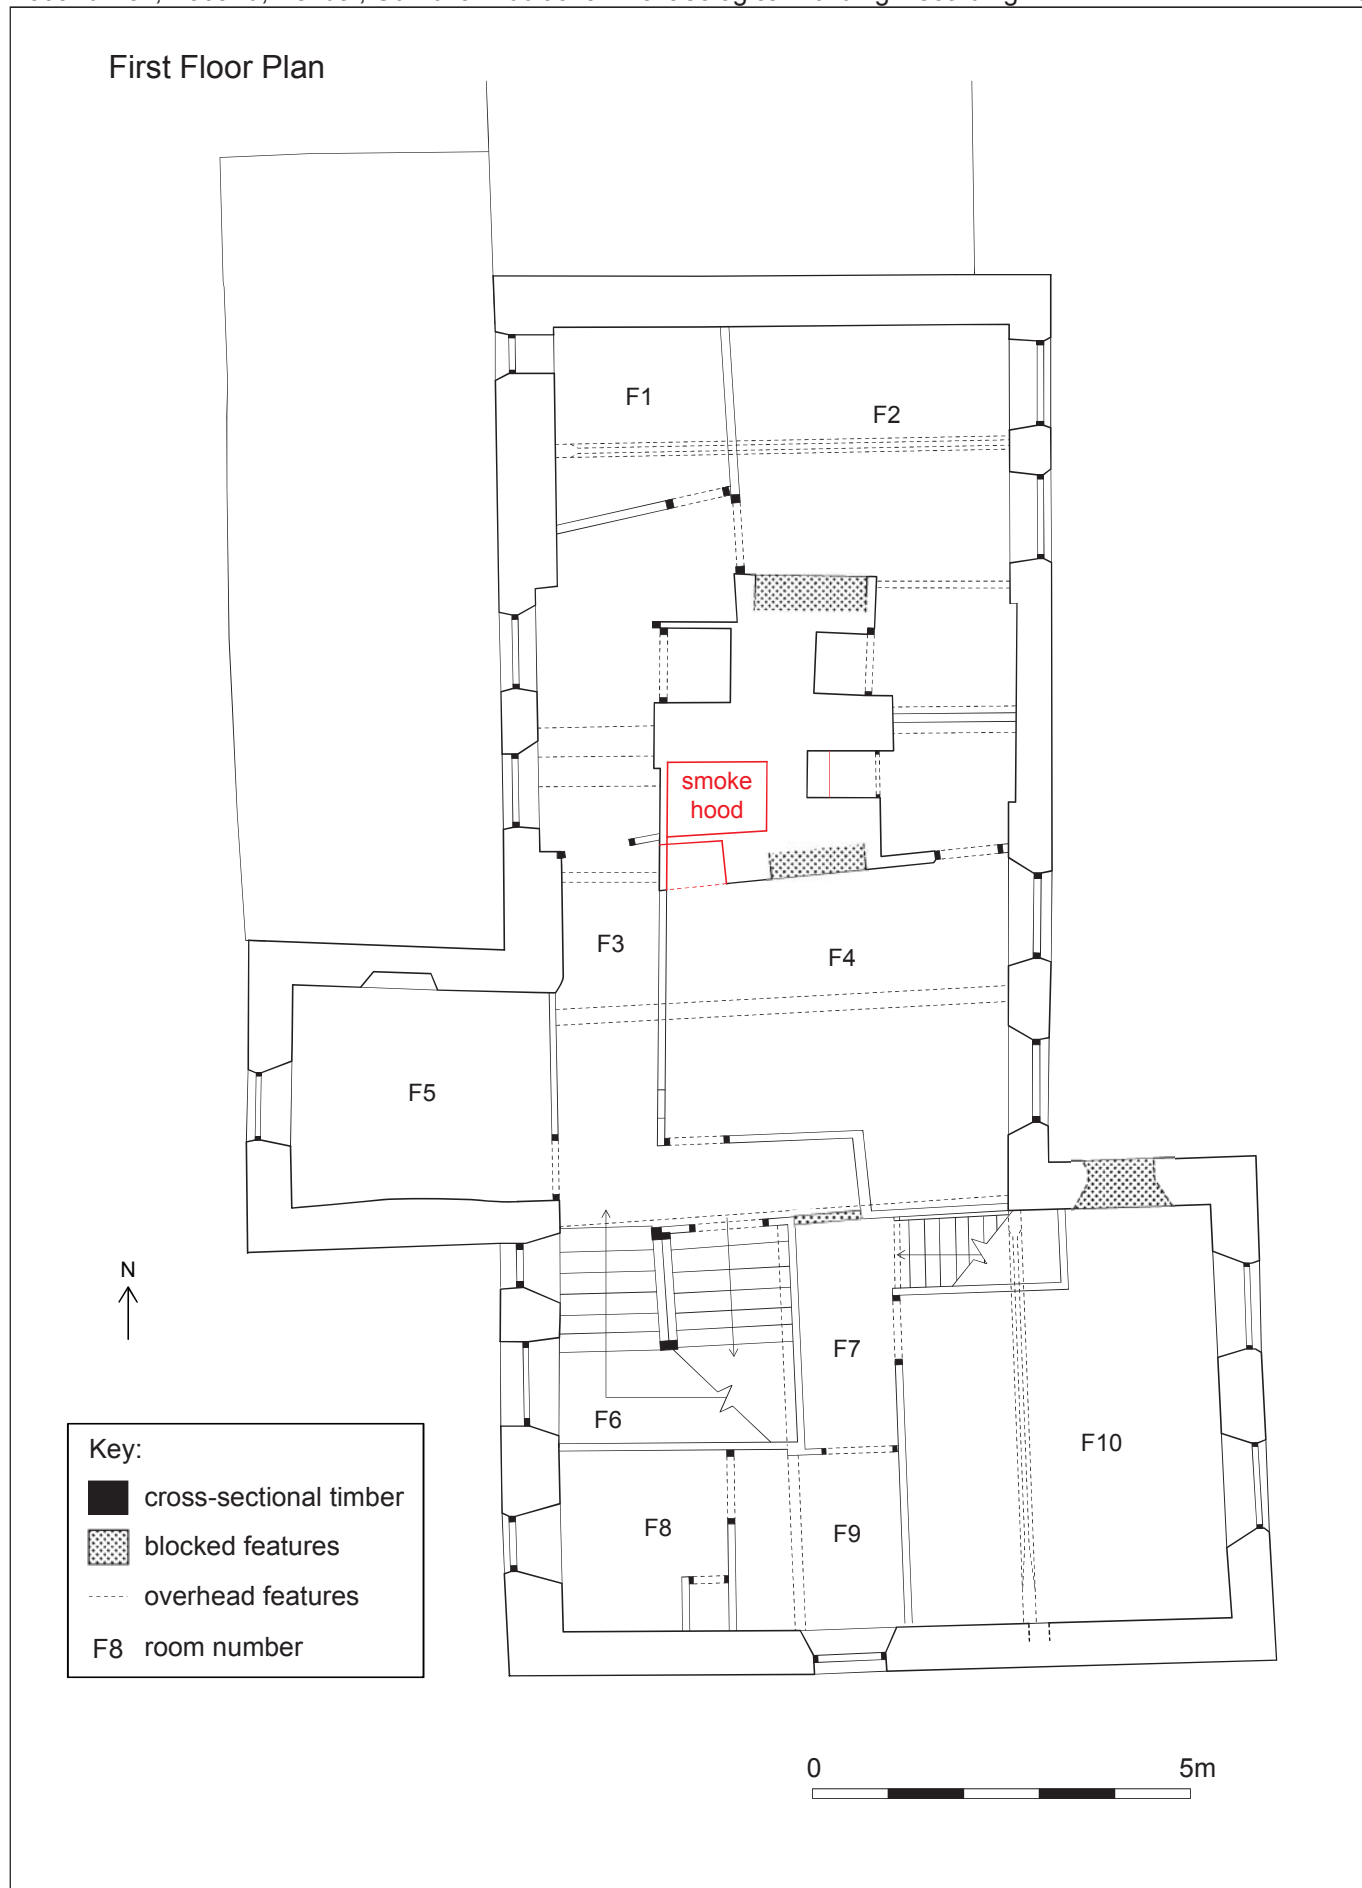 First Floor Plan
F1
F2
smoke
hood
F3
F4
F5
N
F7
F6
F10
F8
F9
Key:
cross-sectional timber
blocked features
overhead features
F8 room number
0 5m